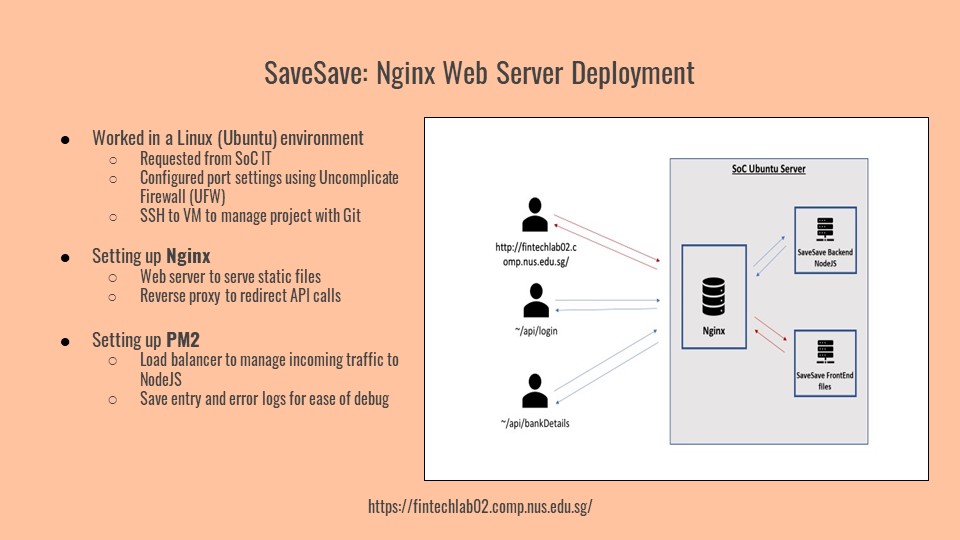 SaveSave: Nginx Web Server Deployment
● Worked in a Linux (Ubuntu) environment
○ Requested from SoC IT
○ Configured port settings using Uncomplicate
Firewall (UFW)
○ SSH to VM to manage project with Git
● Setting up Nginx
○ Web server to serve static files
○ Reverse proxy to redirect API calls
● Setting up PM2
○ Load balancer to manage incoming traffic to
NodeJS
○ Save entry and error logs for ease of debug
SoC Ubuntu Server
http://fintechlab02.c
omp.nus.edu.sg/
SaveSave Backend
NodeJS
~/api/login
Nginx
SaveSave FrontEnd
files
~/api/bankDetails
https://fintechlab02.comp.nus.edu.sg/